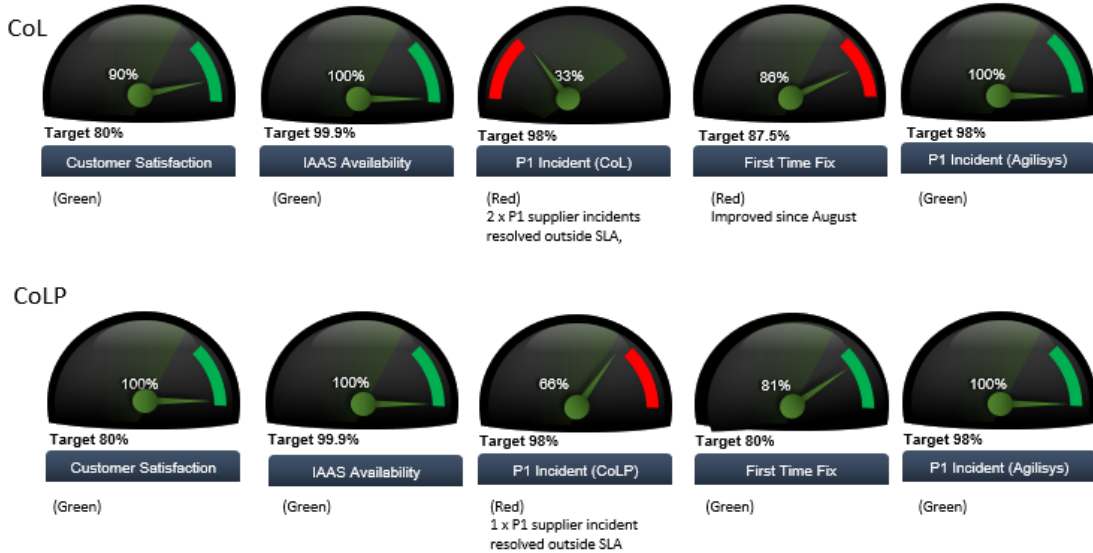 CoL
90%
100%
33%
86%
100%
Target 80%
Target 99.9%
Target 98%
Target 87.5%
Target 98%
Customer Satisfaction
IAAS Availability
P1 Incident (CoL)
First Time Fix
P1 Incident (Agilisys)
(Green)
(Green)
(Red)
2 x P1 supplier incidents
resolved outside SLA,
(Red)
Improved since August
(Green)
CoLP
100%
100%
66%
81%
100%
Target 80%
Target 99.9%
Target 98%
Target 80%
Target 98%
Customer Satisfaction
IAAS Availability
P1 Incident (CoLP)
First Time Fix
P1 Incident (Agilisys)
(Green)
(Green)
(Red)
1 x P1 supplier incident
resolved outside SLA
(Green)
(Green)